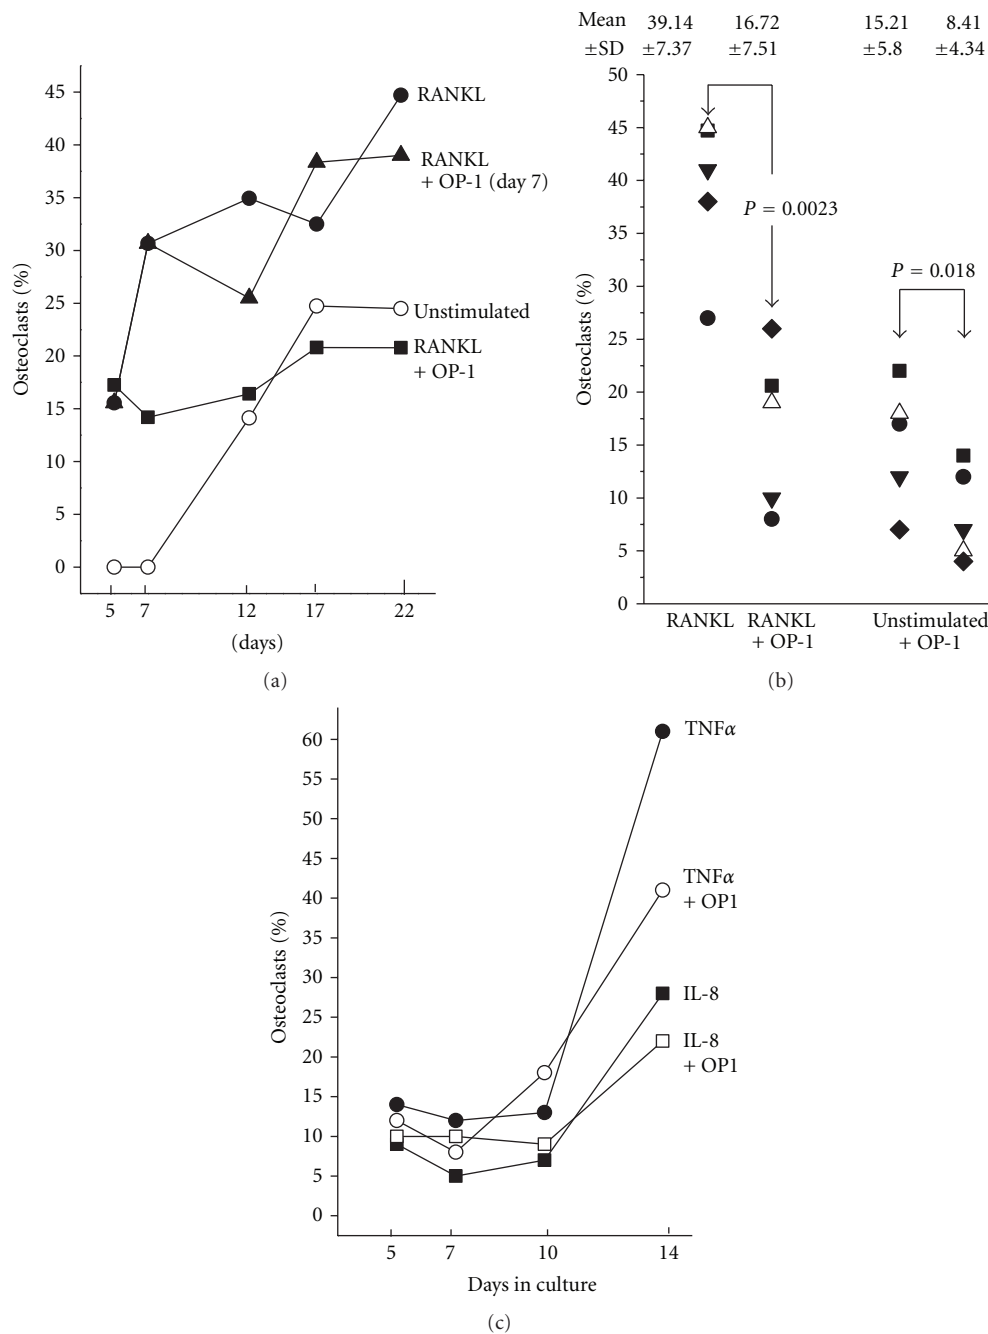 45
40
35
30
25
20
15
10
5
0
Osteoclasts (%)
RANKL
RANKL
+ OP-1 (day 7)
Unstimulated
RANKL
+ OP-1
5 7 12 17 22
(days)
(a)
Mean 39.14 16.72 15.21 8.41
±SD ±7.37 ±7.51 ±5.8 ±4.34
50
45
40
35
30
25
20
15
10
5
0
Osteoclasts (%)
P = 0.0023
P = 0.018
RANKL RANKL Unstimulated
+ OP-1 + OP-1
(b)
60
55
50
45
40
35
30
25
20
15
10
5
0
Osteoclasts (%)
TNFα
TNFα
+ OP1
IL-8
IL-8
+ OP1
5 7 10 14
Days in culture
(c)